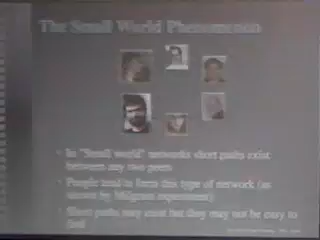 The Small World Phenomenon
In "Small world" networks short paths exist
between any two peers
People tend to form this type of network (as
shown by Milgram experiment)
Short paths may exist but they may not be easy to
find